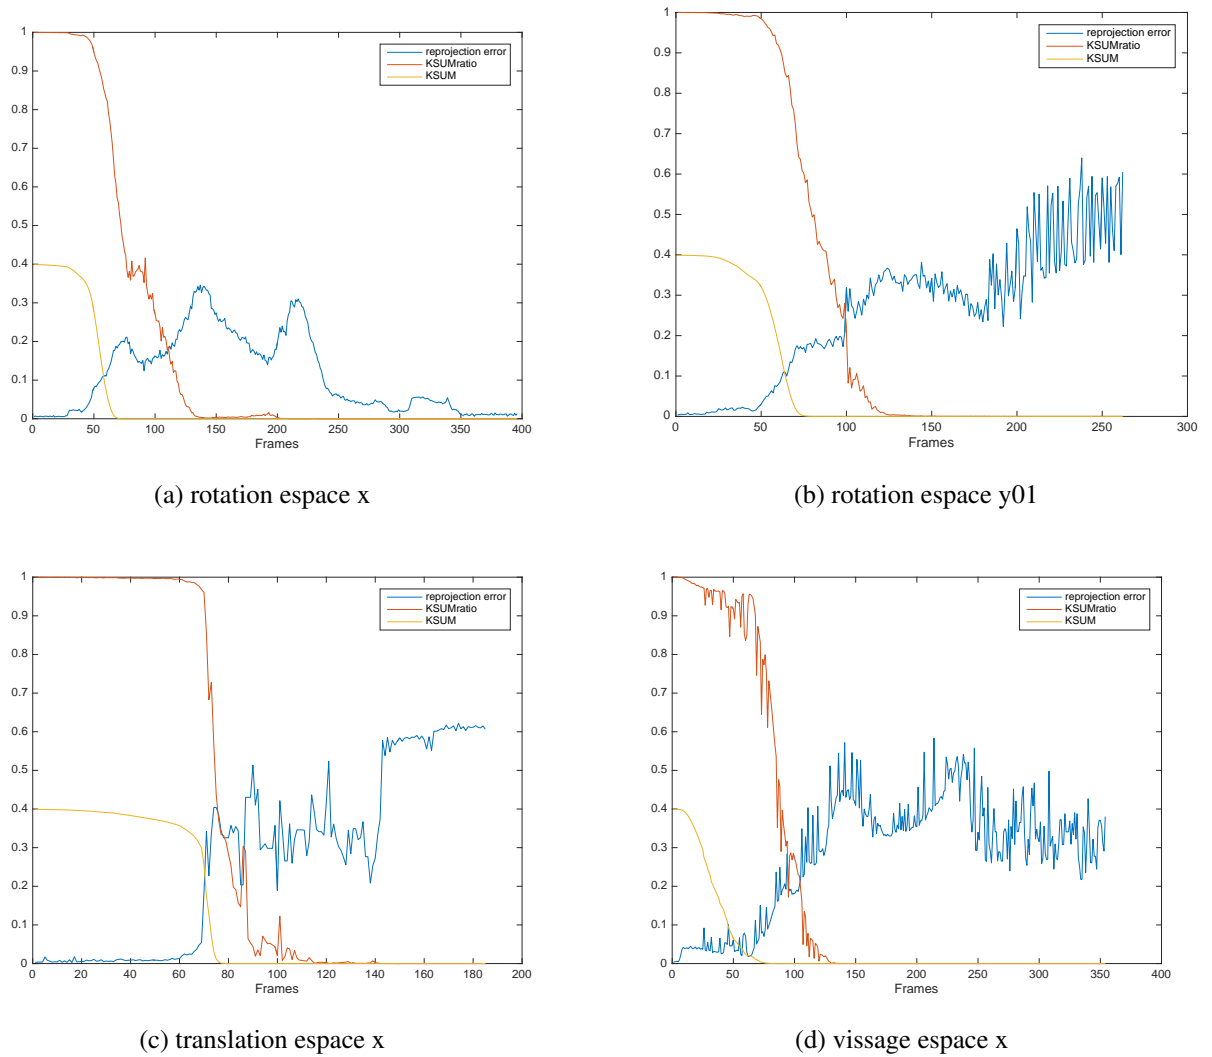 1
0.9
0.8
0.7
0.6
0.5
0.4
0.3
0.2
0.1
0
0 50 100 150 200 250 300 350 400
Frames
reprojection error
KSUMratio
KSUM
(a) rotation espace x
1
0.9
0.8
0.7
0.6
0.5
0.4
0.3
0.2
0.1
0
0 50 100 150 200 250 300
Frames
reprojection error
KSUMratio
KSUM
(b) rotation espace y01
1
0.9
0.8
0.7
0.6
0.5
0.4
0.3
0.2
0.1
0
0 20 40 60 80 100 120 140 160 180 200
Frames
reprojection error
KSUMratio
KSUM
(c) translation espace x
1
0.9
0.8
0.7
0.6
0.5
0.4
0.3
0.2
0.1
0
0 50 100 150 200 250 300 350 400
Frames
reprojection error
KSUMratio
KSUM
(d) vissage espace x